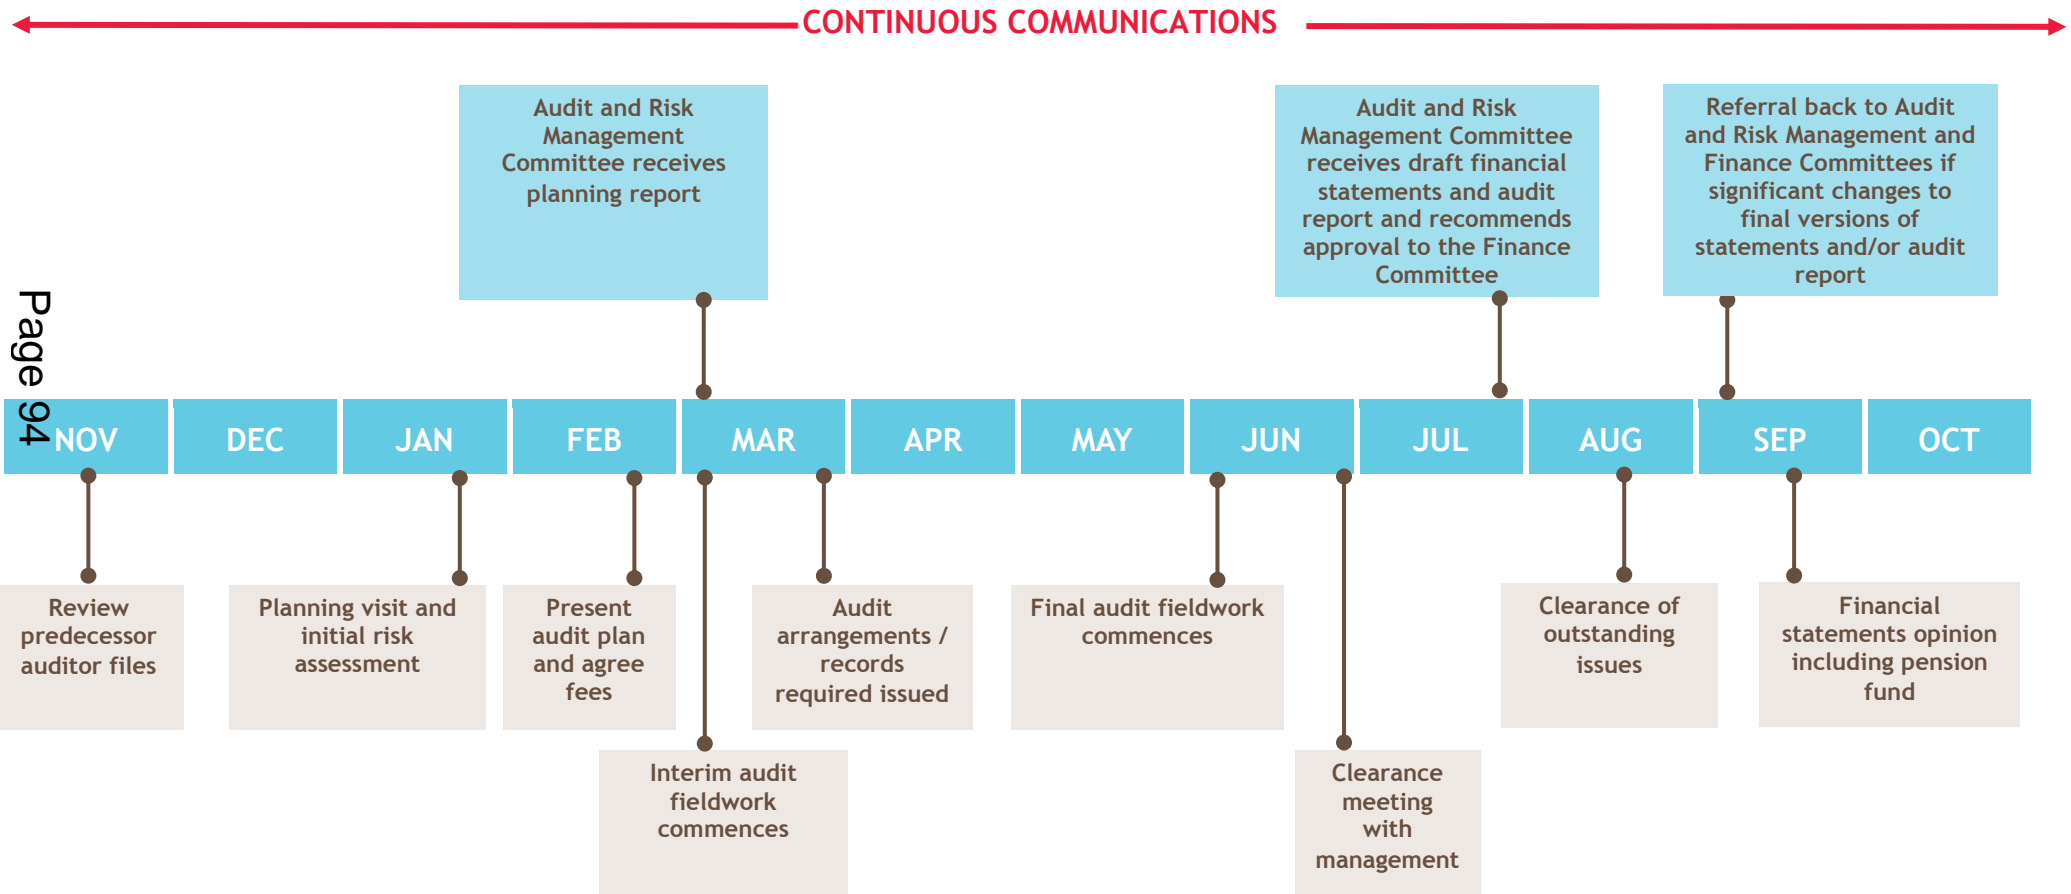 CONTINUOUS COMMUNICATIONS
Audit and Risk
Management
Committee receives
planning report
Audit and Risk
Management Committee
receives draft financial
statements and audit
report and recommends
approval to the Finance
Committee
Referral back to Audit
and Risk Management and
Finance Committees if
significant changes to
final versions of
statements and/or audit
report
Page 94
NOV
DEC
JAN
FEB
MAR
APR
MAY
JUN
JUL
AUG
SEP
OCT
Review
predecessor
auditor files
Planning visit and
initial risk
assessment
Present
audit plan
and agree
fees
Audit
arrangements /
records
required issued
Final audit fieldwork
commences
Clearance of
outstanding
issues
Financial
statements opinion
including pension
fund
Interim audit
fieldwork
commences
Clearance
meeting
with
management